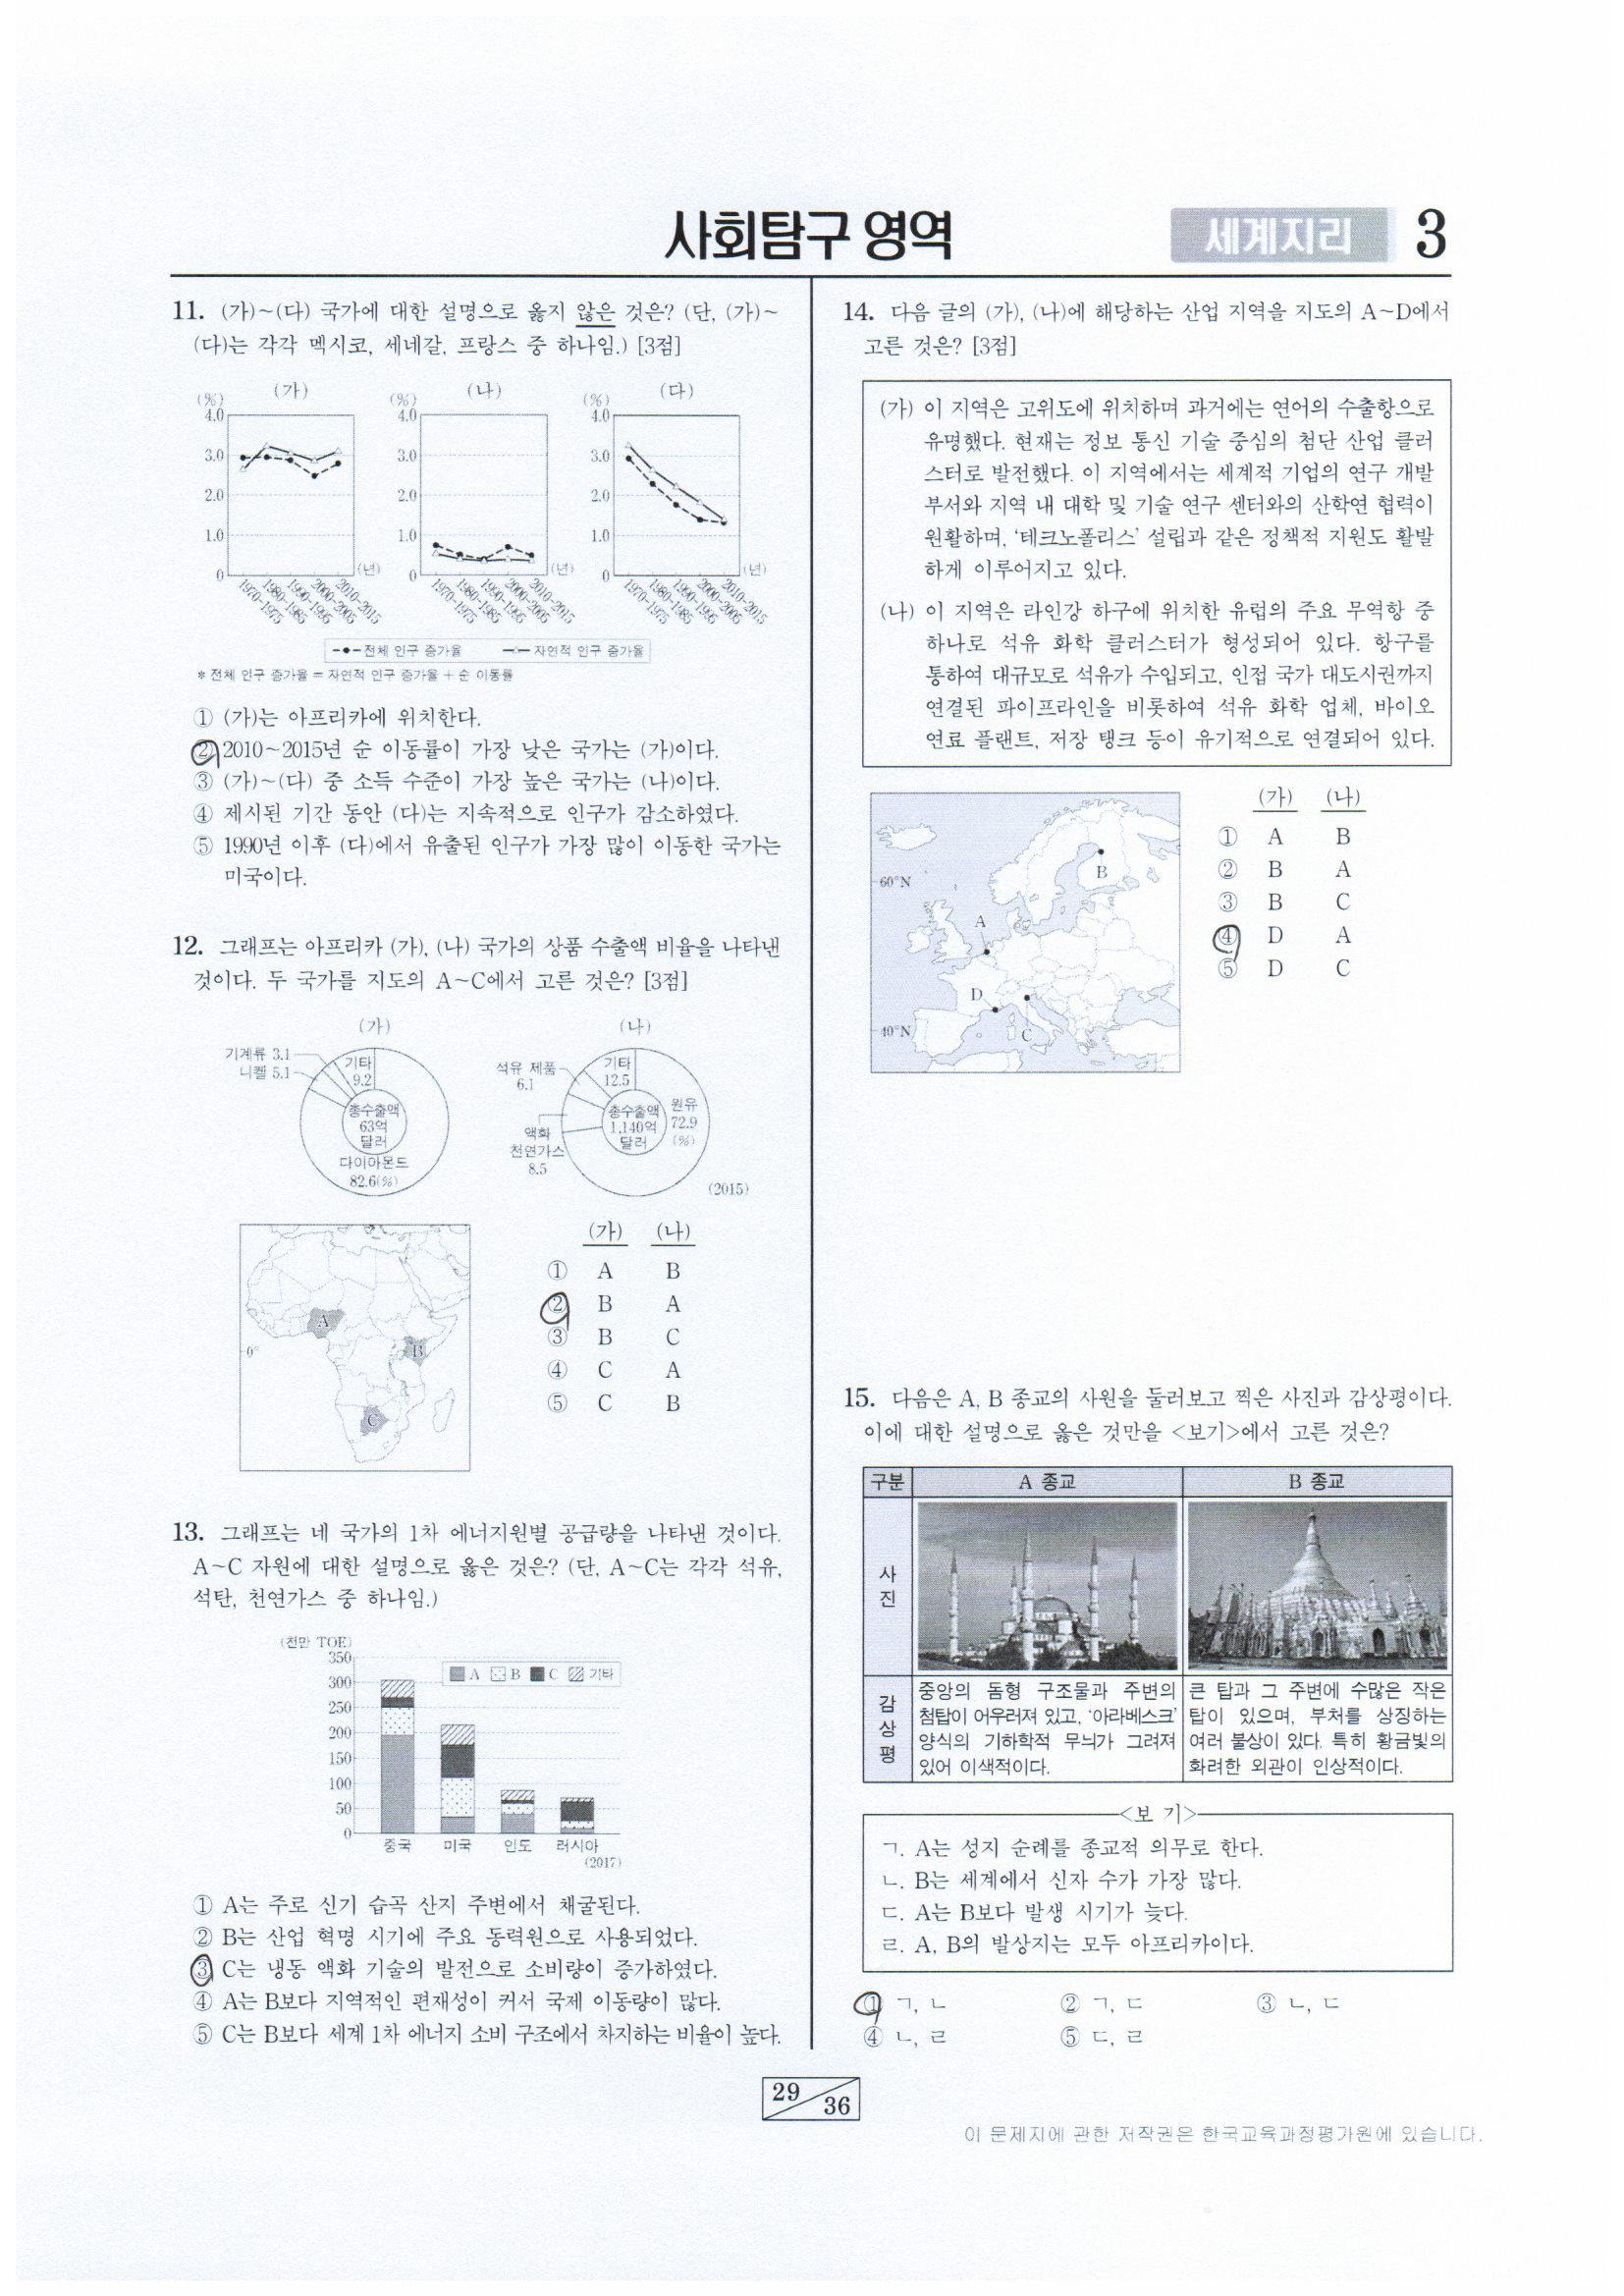 사회탐구 영역
세계지리 3
11. (가)~(다) 국가에 대한 설명으로 옳지 않은 것은? (단, (가)~
(다)는 각각 멕시코, 세네갈, 프랑스 중 하나임.) [3점]
(가) (나) (다)
(%) (%) (%)
4.0 4.0 4.0
3.0 3.0 3.0
2.0 2.0 2.0
1.0 1.0 1.0
0 (년) 0 (년) 0 (년)
1970~1975 1980~1985 1990~1995 2000~2005 2010~2015 1970~1975 1980~1985 1990~1995 2000~2005 2010~2015 1970~1975 1980~1985 1990~1995 2000~2005 2010~2015
전체 인구 증가율 자연적 인구 증가율
* 전체 인구 증가율 = 자연적 인구 증가율 + 순 이동률
① (가)는 아프리카에 위치한다.
② 2010~2015년 순 이동률이 가장 낮은 국가는 (가)이다.
③ (가)~(다) 중 소득 수준이 가장 높은 국가는 (나)이다.
④ 제시된 기간 동안 (다)는 지속적으로 인구가 감소하였다.
⑤ 1990년 이후 (다)에서 유출된 인구가 가장 많이 이동한 국가는
미국이다.
12. 그래프는 아프리카 (가), (나) 국가의 상품 수출액 비율을 나타낸
것이다. 두 국가를 지도의 A~C에서 고른 것은? [3점]
(가) (나)
기계류 3.1
니켈 5.1
기타
9.2
총수출액
63억
달러
다이아몬드
82.6(%)
석유 제품
6.1
기타
12.5
총수출액
1,140억
달러
원유
72.9
(%)
액화
천연가스
8.5
(2015)
A
0° B
C
(가) (나)
① A B
② B A
③ B C
④ C A
⑤ C B
13. 그래프는 네 국가의 1차 에너지원별 공급량을 나타낸 것이다.
A~C 자원에 대한 설명으로 옳은 것은? (단, A~C는 각각 석유,
석탄, 천연가스 중 하나임.)
(천만 TOE)
350
300
250
200
150
100
50
0
A B C 기타
중국 미국 인도 러시아
(2017)
① A는 주로 신기 습곡 산지 주변에서 채굴된다.
② B는 산업 혁명 시기에 주요 동력원으로 사용되었다.
③ C는 냉동 액화 기술의 발전으로 소비량이 증가하였다.
④ A는 B보다 지역적인 편재성이 커서 국제 이동량이 많다.
⑤ C는 B보다 세계 1차 에너지 소비 구조에서 차지하는 비율이 높다.
14. 다음 글의 (가), (나)에 해당하는 산업 지역을 지도의 A~D에서
고른 것은? [3점]
(가) 이 지역은 고위도에 위치하며 과거에는 연어의 수출항으로
유명했다. 현재는 정보 통신 기술 중심의 첨단 산업 클러
스터로 발전했다. 이 지역에서는 세계적 기업의 연구 개발
부서와 지역 내 대학 및 기술 연구 센터와의 산학연 협력이
원활하며, ‘테크노폴리스’ 설립과 같은 정책적 지원도 활발
하게 이루어지고 있다.
(나) 이 지역은 라인강 하구에 위치한 유럽의 주요 무역항 중
하나로 석유 화학 클러스터가 형성되어 있다. 항구를
통하여 대규모로 석유가 수입되고, 인접 국가 대도시권까지
연결된 파이프라인을 비롯하여 석유 화학 업체, 바이오
연료 플랜트, 저장 탱크 등이 유기적으로 연결되어 있다.
60°N
B
A
D
40°N
C
(가) (나)
① A B
② B A
③ B C
④ D A
⑤ D C
15. 다음은 A, B 종교의 사원을 둘러보고 찍은 사진과 감상평이다.
이에 대한 설명으로 옳은 것만을 <보기>에서 고른 것은?
구분 A 종교 B 종교
사진
감상평
중앙의 돔형 구조물과 주변의
첨탑이 어우러져 있고, ‘아라베스크’
양식의 기하학적 무늬가 그려져
있어 이색적이다.
큰 탑과 그 주변에 수많은 작은
탑이 있으며, 부처를 상징하는
여러 불상이 있다. 특히 황금빛의
화려한 외관이 인상적이다.
<보 기>
ㄱ. A는 성지 순례를 종교적 의무로 한다.
ㄴ. B는 세계에서 신자 수가 가장 많다.
ㄷ. A는 B보다 발생 시기가 늦다.
ㄹ. A, B의 발상지는 모두 아프리카이다.
① ㄱ, ㄴ ② ㄱ, ㄷ ③ ㄴ, ㄷ
④ ㄴ, ㄹ ⑤ ㄷ, ㄹ
29 36
이 문제지에 관한 저작권은 한국교육과정평가원에 있습니다.